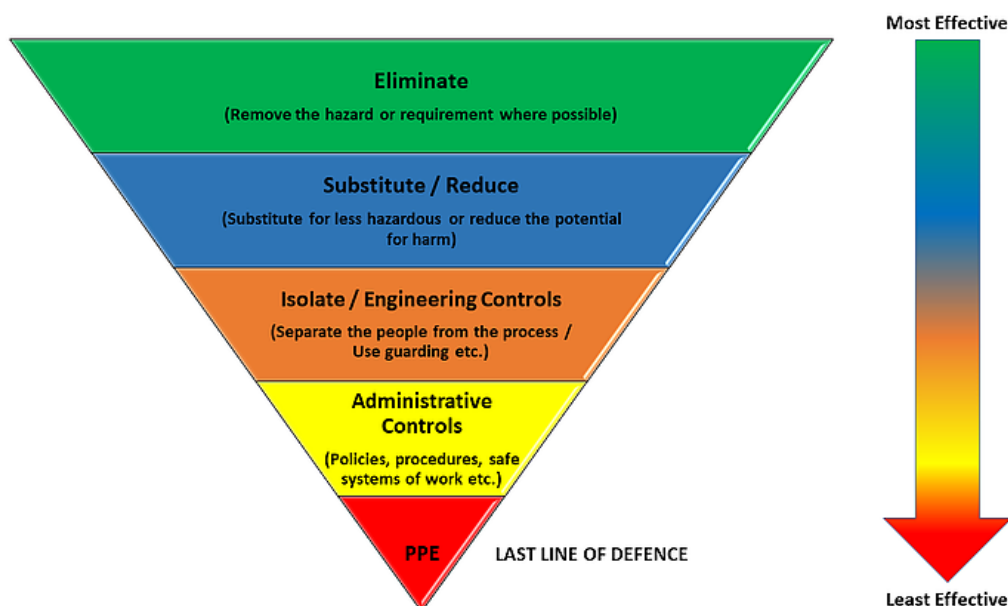 Most Effective
Eliminate
(Remove the hazard or requirement where possible)
Substitute / Reduce
(Substitute for less hazardous or reduce the potential
for harm)
Isolate / Engineering Controls
(Separate the people from the process /
Use guarding etc.)
Administrative
Controls
(Policies, procedures, safe
systems of work etc.)
PPE
LAST LINE OF DEFENCE
Least Effective